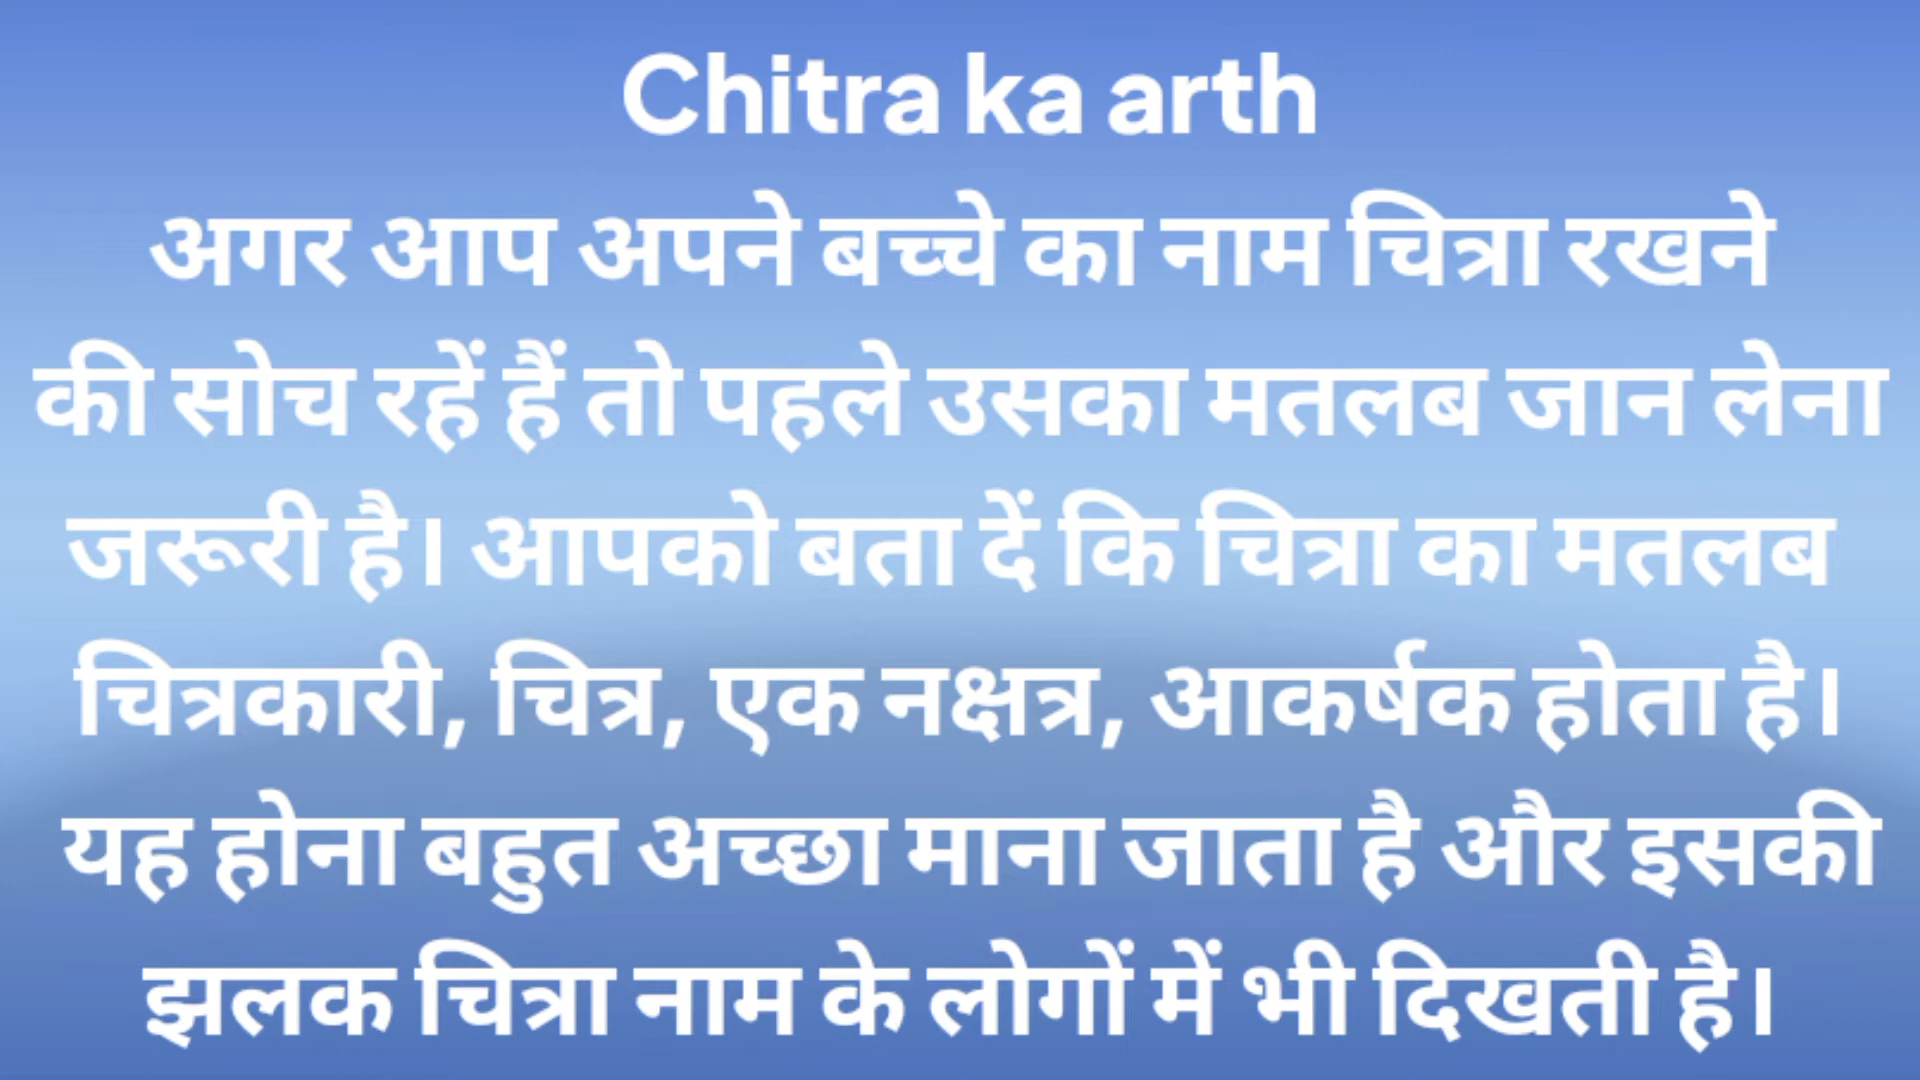 Chitra ka arth
अगर आप अपने बच्चे का नाम चित्रा रखने
की सोच रहें हैं तो पहले उसका मतलब जान लेना
जरूरी है। आपको बता दें कि चित्रा का मतलब
चित्रकारी, चित्र, एक नक्षत्र, आकर्षक होता है।
यह होना बहुत अच्छा माना जाता है और इसकी
झलक चित्रा नाम के लोगों में भी दिखती है।